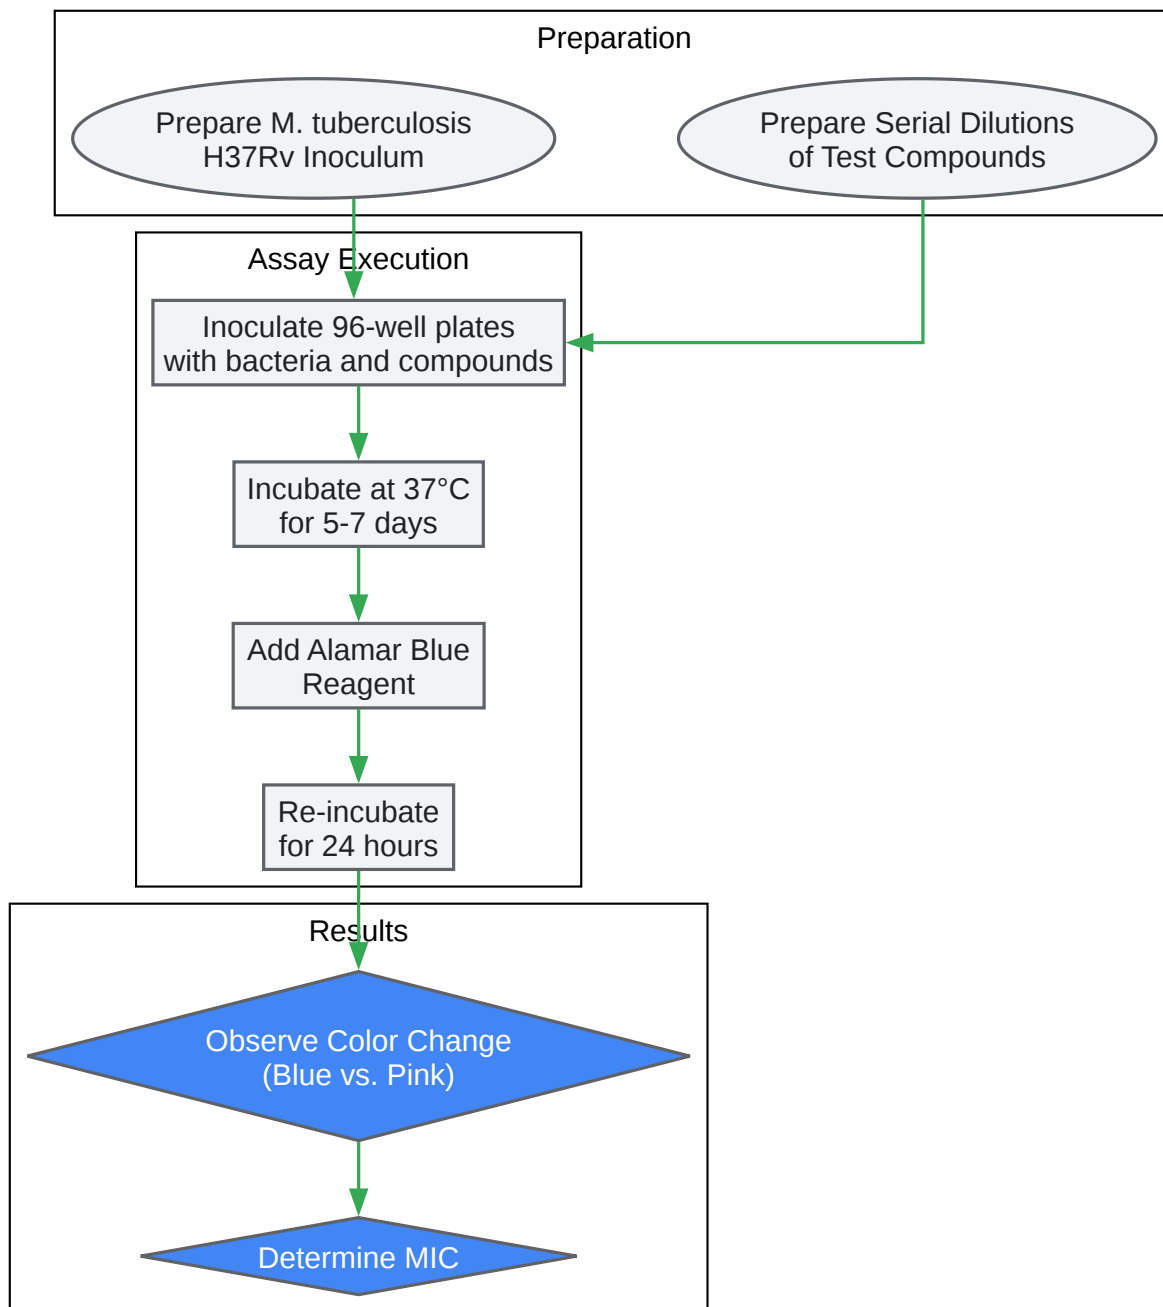 Preparation
Prepare M. tuberculosis
H37Rv Inoculum
Prepare Serial Dilutions
of Test Compounds
Assay Execution
Inoculate 96-well plates
with bacteria and compounds
Incubate at 37°C
for 5-7 days
Add Alamar Blue
Reagent
Re-incubate
for 24 hours
Results
Observe Color Change
(Blue vs. Pink)
Determine MIC